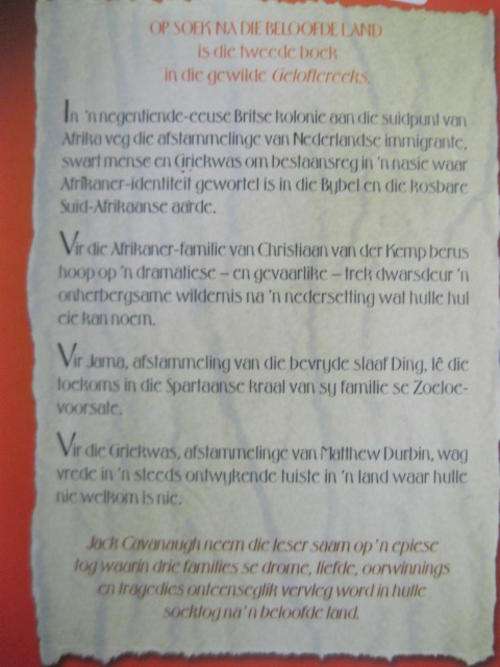 OP SOEK NA DIE BELOOFDE LAND
is die tweede boek
in die gewilde Geloftereeks.
In 'n negentiende-eeuse Britse kolonie aan die suidpunt van
Afrika veg die afstammelinge van Nederlandse immigrante,
swart mense en Griekwas om bestaansreg in 'n nasie waar
Afrikaner-identiteit gewortel is in die Bybel en die kosbare
Suid-Afrikaanse aarde.
Vir die Afrikaner-familie van Christiaan van der Kemp berus
hoop op 'n dramatiese – en gevaarlike – trek dwarsdeur 'n
onherbergsame wildernis na 'n nedersetting wat hulle hul
eie kan noem.
Vir Jama, afstammeling van die bevryde slaaf Ding, lê die
toekoms in die Spartaanse kraal van sy familie se Zoeloe-
voorsate.
Vir die Griekwas, afstammelinge van Matthew Durbin, wag
vrede in 'n steeds ontwykende tuiste in 'n land waar hulle
nie welkom is nie.
Jack Cavanaugh neem die leser saam op 'n epiese
tog waarin drie families se drome, liefde, oorwinnings
en tragedies onteenseglik vervleg word in hulle
soektog na 'n beloofde land.